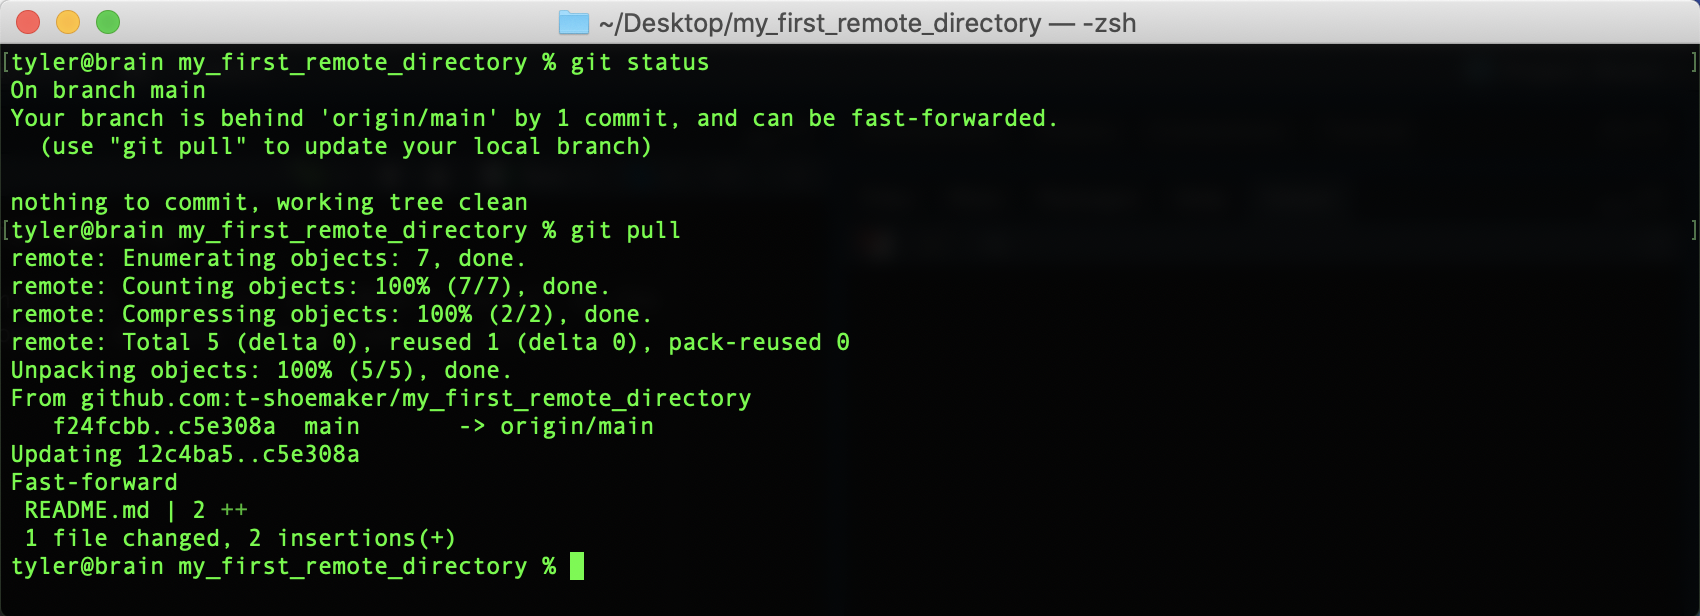 ~/Desktop/my_first_remote_directory — -zsh
[tyler@brain my_first_remote_directory % git status ]
On branch main
Your branch is behind 'origin/main' by 1 commit, and can be fast-forwarded.
  (use "git pull" to update your local branch)

nothing to commit, working tree clean
[tyler@brain my_first_remote_directory % git pull ]
remote: Enumerating objects: 7, done.
remote: Counting objects: 100% (7/7), done.
remote: Compressing objects: 100% (2/2), done.
remote: Total 5 (delta 0), reused 1 (delta 0), pack-reused 0
Unpacking objects: 100% (5/5), done.
From github.com:t-shoemaker/my_first_remote_directory
   f24fcbb..c5e308a  main       -> origin/main
Updating 12c4ba5..c5e308a
Fast-forward
 README.md | 2 ++
 1 file changed, 2 insertions(+)
tyler@brain my_first_remote_directory %